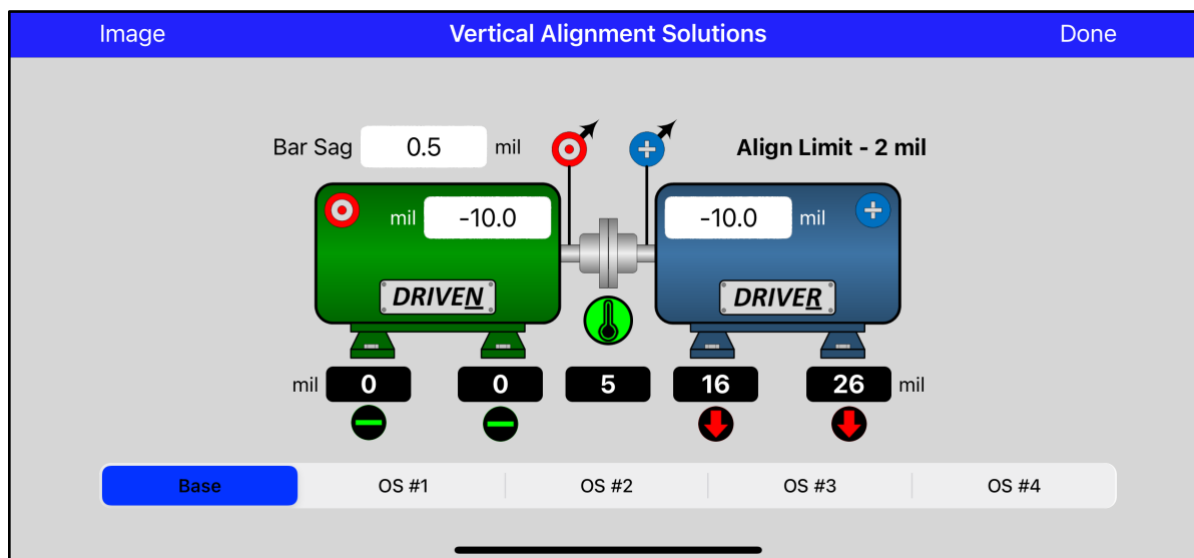 Image Vertical Alignment Solutions Done
Bar Sag 0.5 mil Align Limit - 2 mil
mil -10.0 -10.0 mil
DRIVEN DRIVER
mil 0 0 5 16 26 mil
Base OS #1 OS #2 OS #3 OS #4